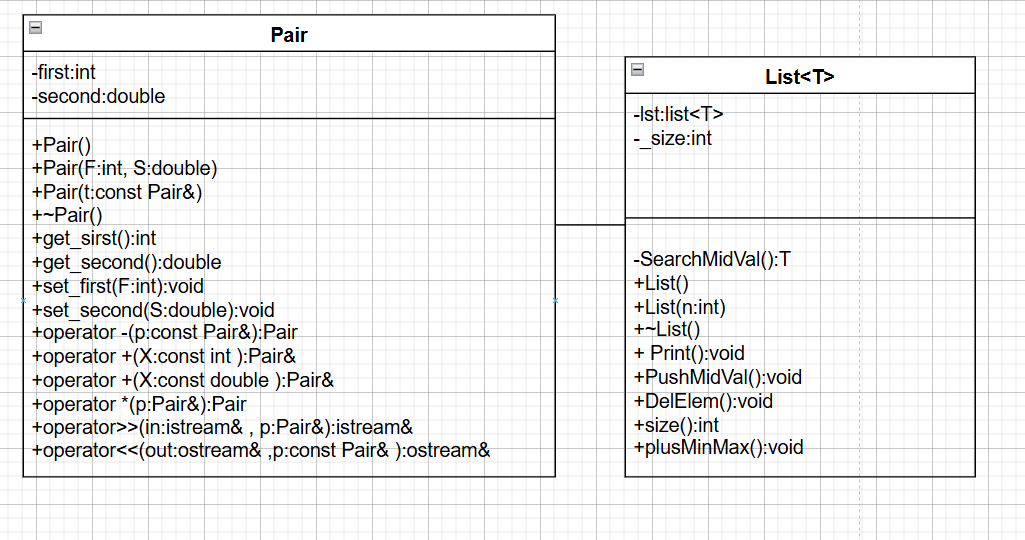 Pair
-first:int
-second:double
+Pair()
+Pair(F:int, S:double)
+Pair(t:const Pair&)
+~Pair()
+get_sirst():int
+get_second():double
+set_first(F:int):void
+set_second(S:double):void
+operator -(p:const Pair&):Pair
+operator +(X:const int ):Pair&
+operator +(X:const double ):Pair&
+operator *(p:Pair&):Pair
+operator>>(in:istream& , p:Pair&):istream&
+operator<<(out:ostream& ,p:const Pair& ):ostream&
List<T>
-lst:list<T>
-_size:int
-SearchMidVal():T
+List()
+List(n:int)
+~List()
+ Print():void
+PushMidVal():void
+DelElem():void
+size():int
+plusMinMax():void